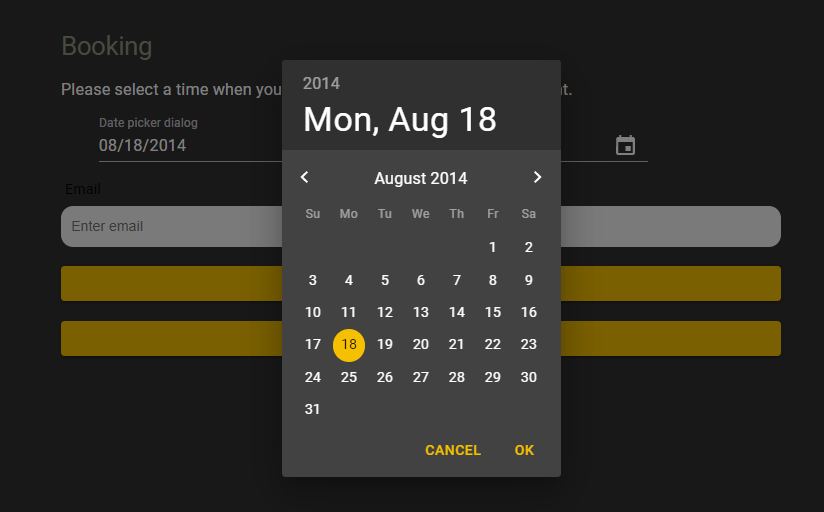 Booking
Please select a time when you
t.
Date picker dialog
08/18/2014
Email
Enter email
2014
Mon, Aug 18
August 2014
Su Mo Tu We Th Fr Sa
1 2
3 4 5 6 7 8 9
10 11 12 13 14 15 16
17 18 19 20 21 22 23
24 25 26 27 28 29 30
31
CANCEL OK